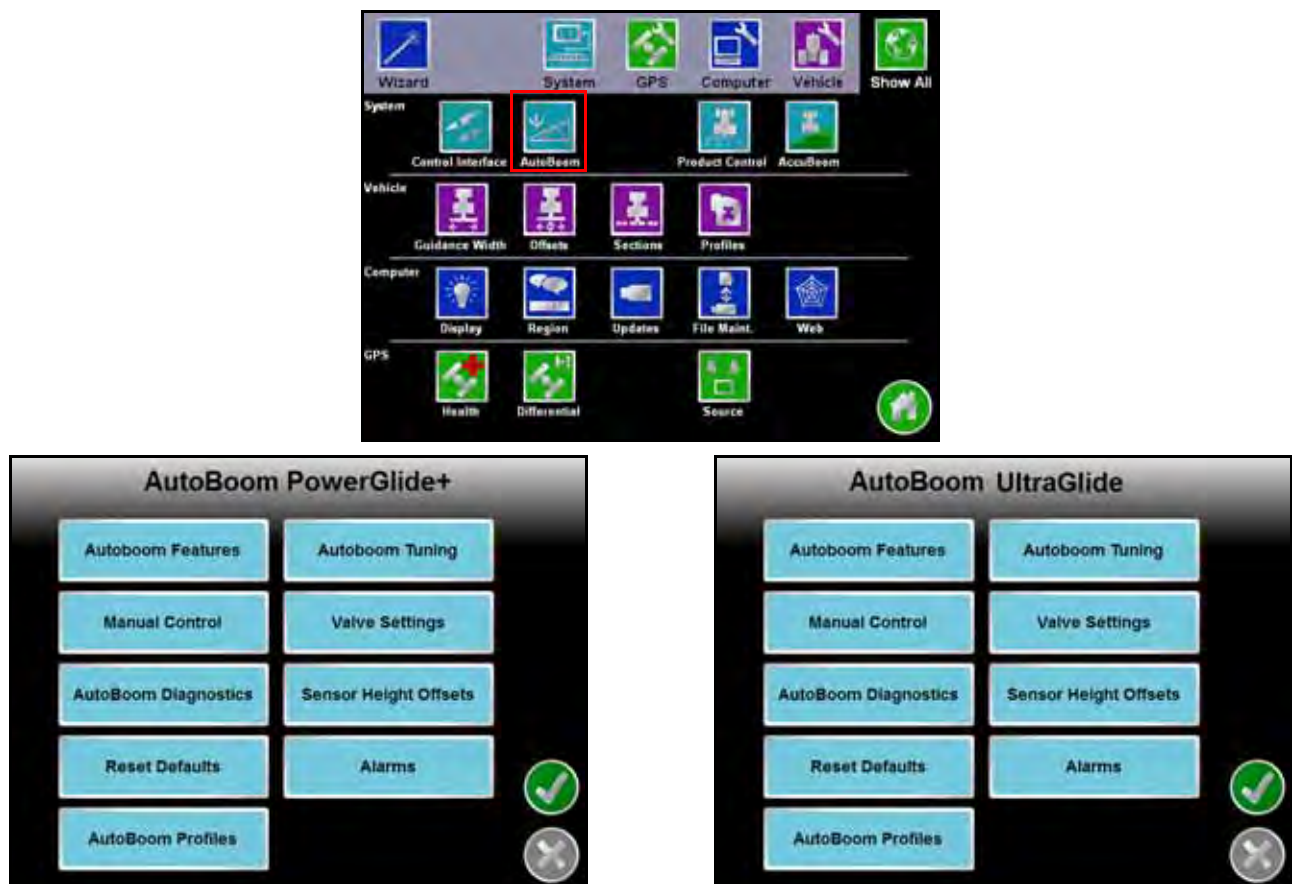 Wizard System GPS Computer Vehicle Show All
System
Control Interface AutoBoom Product Control AccuBoom
Vehicle
Guidance Width Offsets Sections Profiles
Computer
Display Region Updates File Maint. Web
GPS
Health Differential Source
AutoBoom PowerGlide+
Autoboom Features Autoboom Tuning
Manual Control Valve Settings
AutoBoom Diagnostics Sensor Height Offsets
Reset Defaults Alarms
AutoBoom Profiles
AutoBoom UltraGlide
Autoboom Features Autoboom Tuning
Manual Control Valve Settings
AutoBoom Diagnostics Sensor Height Offsets
Reset Defaults Alarms
AutoBoom Profiles